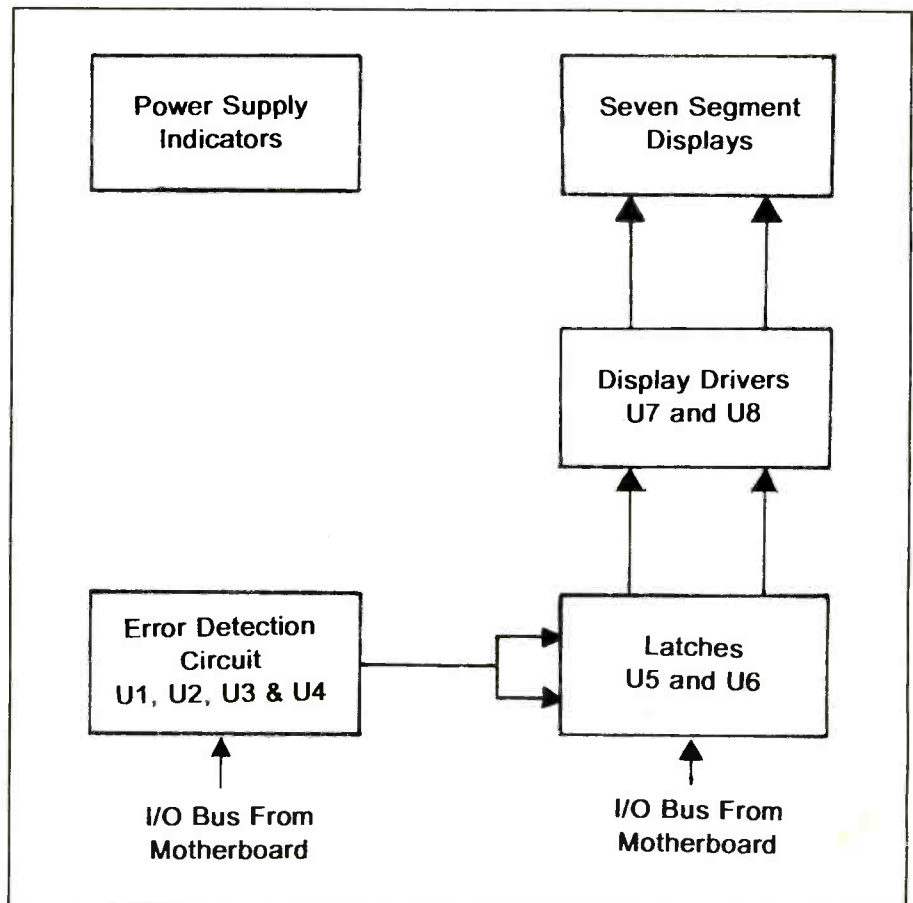 Power Supply
Indicators
Seven Segment
Displays
Display Drivers
U7 and U8
Error Detection
Circuit
U1, U2, U3 & U4
Latches
U5 and U6
I/O Bus From
Motherboard
I/O Bus From
Motherboard